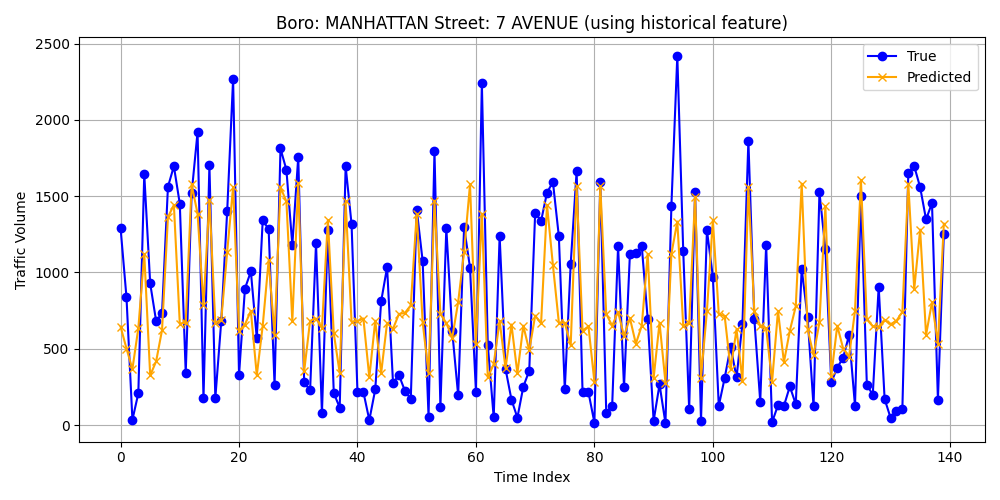 Boro: MANHATTAN Street: 7 AVENUE (using historical feature)
True
Predicted
Traffic Volume
2500
2000
1500
1000
500
0
0 20 40 60 80 100 120 140
Time Index